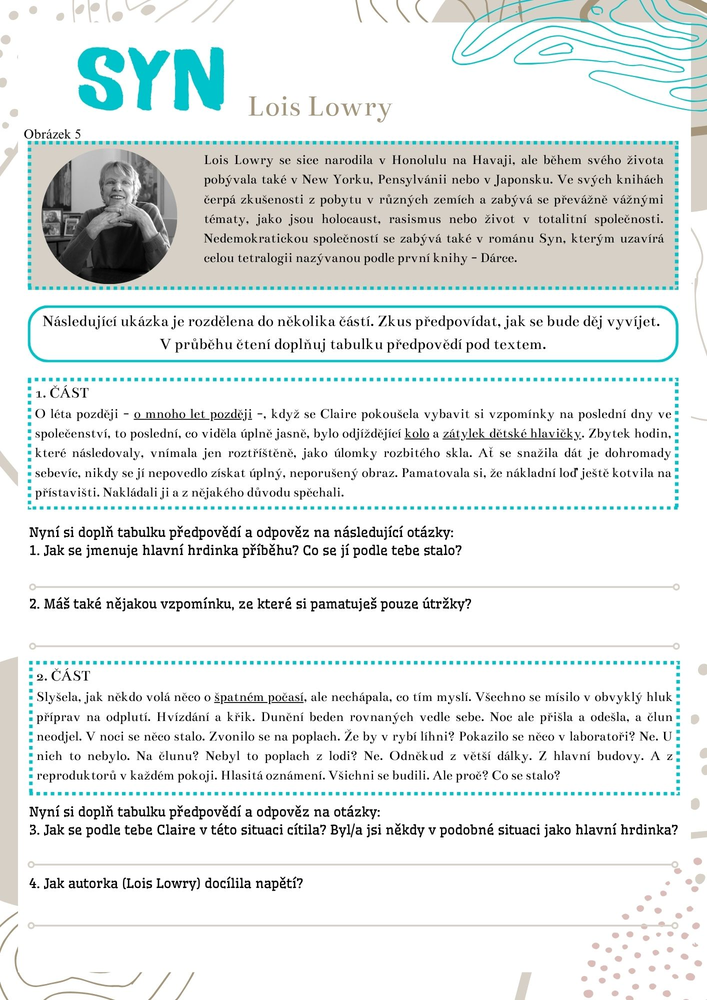 SYN
Lois Lowry
Obrázek 5
Lois Lowry se sice narodila v Honolulu na Havaji, ale během svého života
pobývala také v New Yorku, Pensylvánii nebo v Japonsku. Ve svých knihách
čerpá zkušenosti z pobytu v různých zemích a zabývá se převážně vážnými
tématy, jako jsou holocaust, rasismus nebo život v totalitní společnosti.
Nedemokratickou společností se zabývá také v románu Syn, kterým uzavírá
celou tetralogii nazývanou podle první knihy – Dárce.
Následující ukázka je rozdělena do několika částí. Zkus předpovídat, jak se bude děj vyvíjet.
V průběhu čtení doplňuj tabulku předpovědí pod textem.
1. ČÁST
O léta později – o mnoho let později –, když se Claire pokoušela vybavit si vzpomínky na poslední dny ve
společenství, to poslední, co viděla úplně jasně, bylo odjíždějící kolo a zátylek dětské hlavičky. Zbytek hodin,
které následovaly, vnímala jen roztříštěně, jako úlomky rozbitého skla. Ať se snažila dát je dohromady
sebevíc, nikdy se jí nepovedlo získat úplný, neporušený obraz. Pamatovala si, že nákladní loď ještě kotvila na
přístavišti. Nakládali ji a z nějakého důvodu spěchali.
Nyní si doplň tabulku předpovědí a odpověz na následující otázky:
1. Jak se jmenuje hlavní hrdinka příběhu? Co se jí podle tebe stalo?
2. Máš také nějakou vzpomínku, ze které si pamatuješ pouze útržky?
2. ČÁST
Slyšela, jak někdo volá něco o špatném počasí, ale nechápala, co tím myslí. Všechno se mísilo v obvyklý hluk
příprav na odplutí. Hvízdání a křik. Dunění beden rovnaných vedle sebe. Noc ale přišla a odešla, a člun
neodjel. V noci se něco stalo. Zvonilo se na poplach. Že by v rybí líhni? Pokazilo se něco v laboratoři? Ne. U
nich to nebylo. Na člunu? Nebyl to poplach z lodi? Ne. Odněkud z větší dálky. Z hlavní budovy. A z
reproduktorů v každém pokoji. Hlasitá oznámení. Všichni se budili. Ale proč? Co se stalo?
Nyní si doplň tabulku předpovědí a odpověz na otázky:
3. Jak se podle tebe Claire v této situaci cítila? Byl/a jsi někdy v podobné situaci jako hlavní hrdinka?
4. Jak autorka (Lois Lowry) docílila napětí?